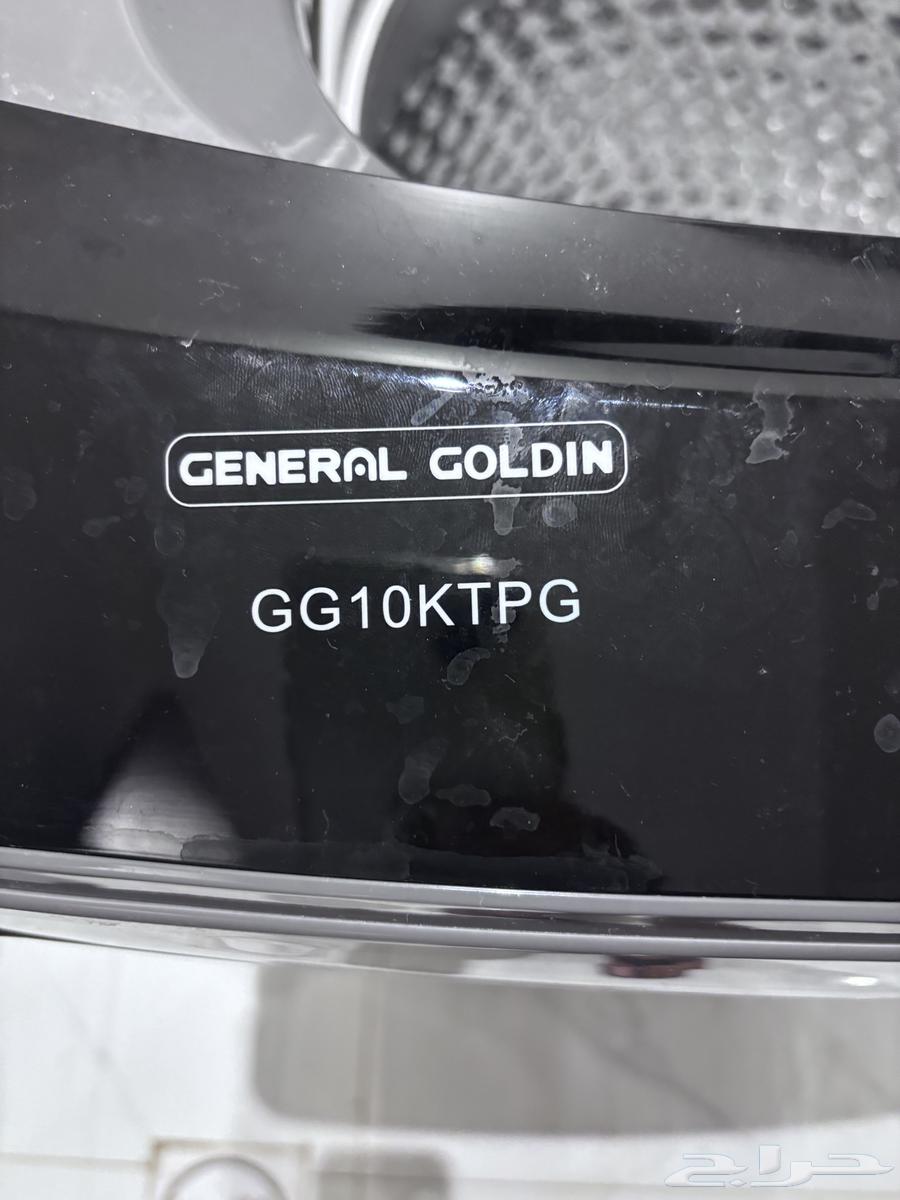 GENERAL GOLDIN
GG10KTPG
حراج